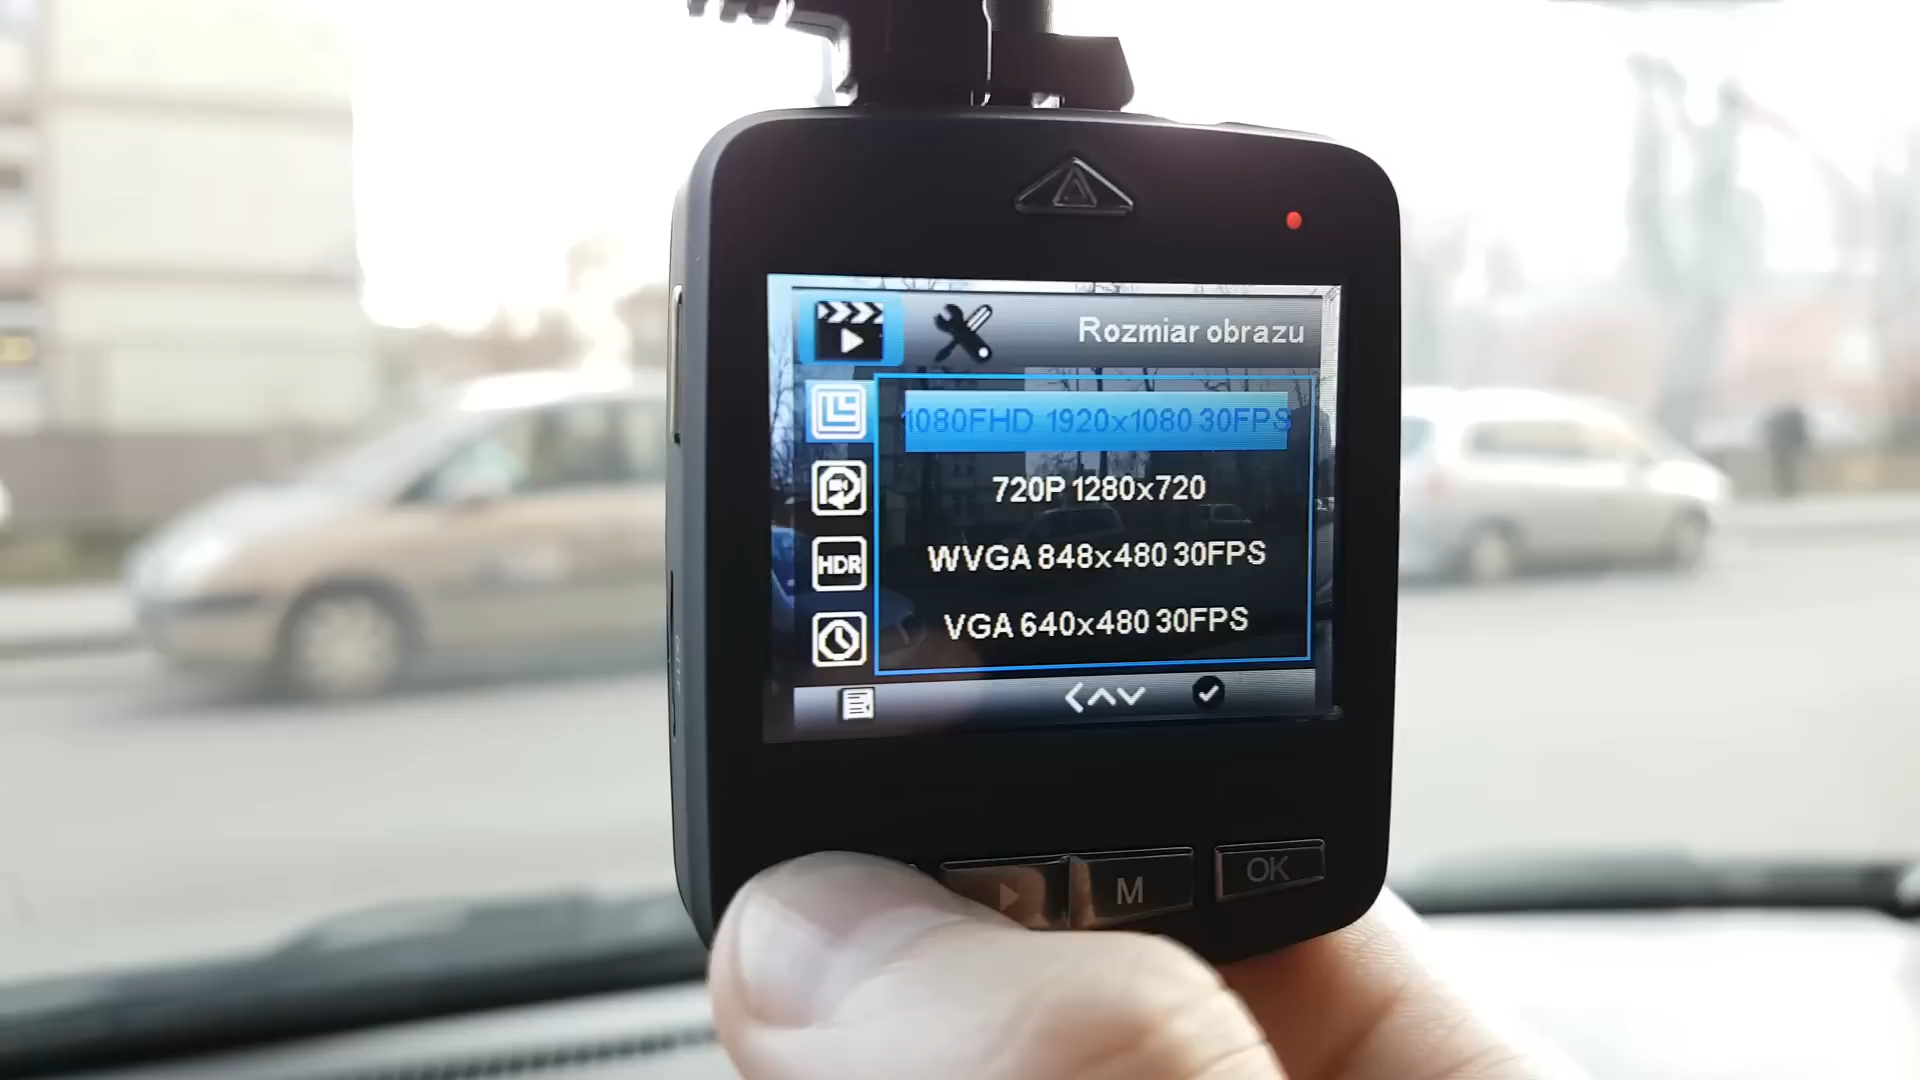 Rozmiar obrazu
1080FHD 1920x1080 30FPS
720P 1280x720
WVGA 848x480 30FPS
HDR
VGA 640x480 30FPS
M
OK